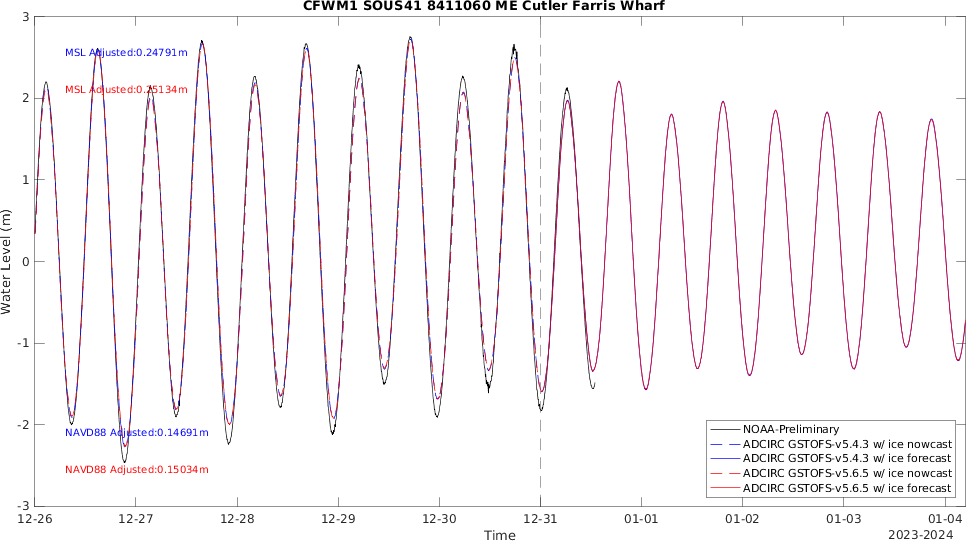 CFWM1 SOUS41 8411060 ME Cutler Farris Wharf
3
2
1
0
-1
-2
-3
Water Level (m)
MSL Adjusted:0.24791m
MSL Adjusted:0.25134m
NAVD88 Adjusted:0.14691m
NAVD88 Adjusted:0.15034m
NOAA-Preliminary
ADCIRC GSTOFS-v5.4.3 w/ ice nowcast
ADCIRC GSTOFS-v5.4.3 w/ ice forecast
ADCIRC GSTOFS-v5.6.5 w/ ice nowcast
ADCIRC GSTOFS-v5.6.5 w/ ice forecast
12-26 12-27 12-28 12-29 12-30 12-31 01-01 01-02 01-03 01-04
Time
2023-2024